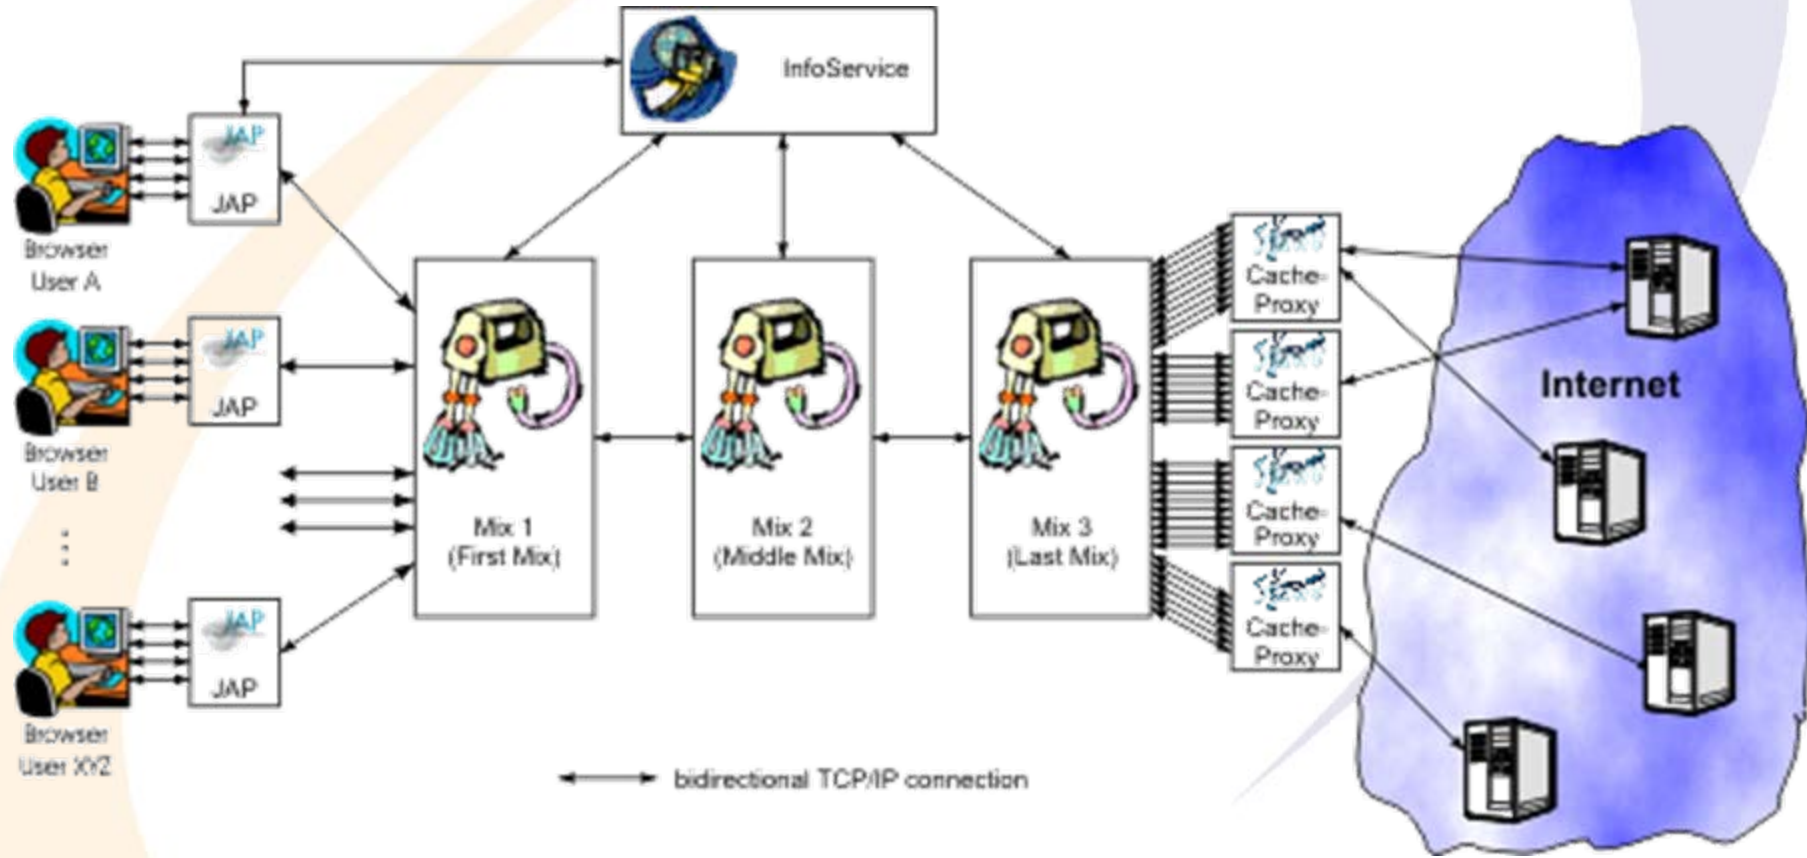 InfoService
JAP
JAP
Browser
User A
JAP
JAP
Browser
User B
JAP
JAP
Browser
User XYZ
Mix 1
(First Mix)
Mix 2
(Middle Mix)
Mix 3
(Last Mix)
Cache-
Proxy
Cache-
Proxy
Cache-
Proxy
Cache-
Proxy
Internet
bidirectional TCP/IP connection